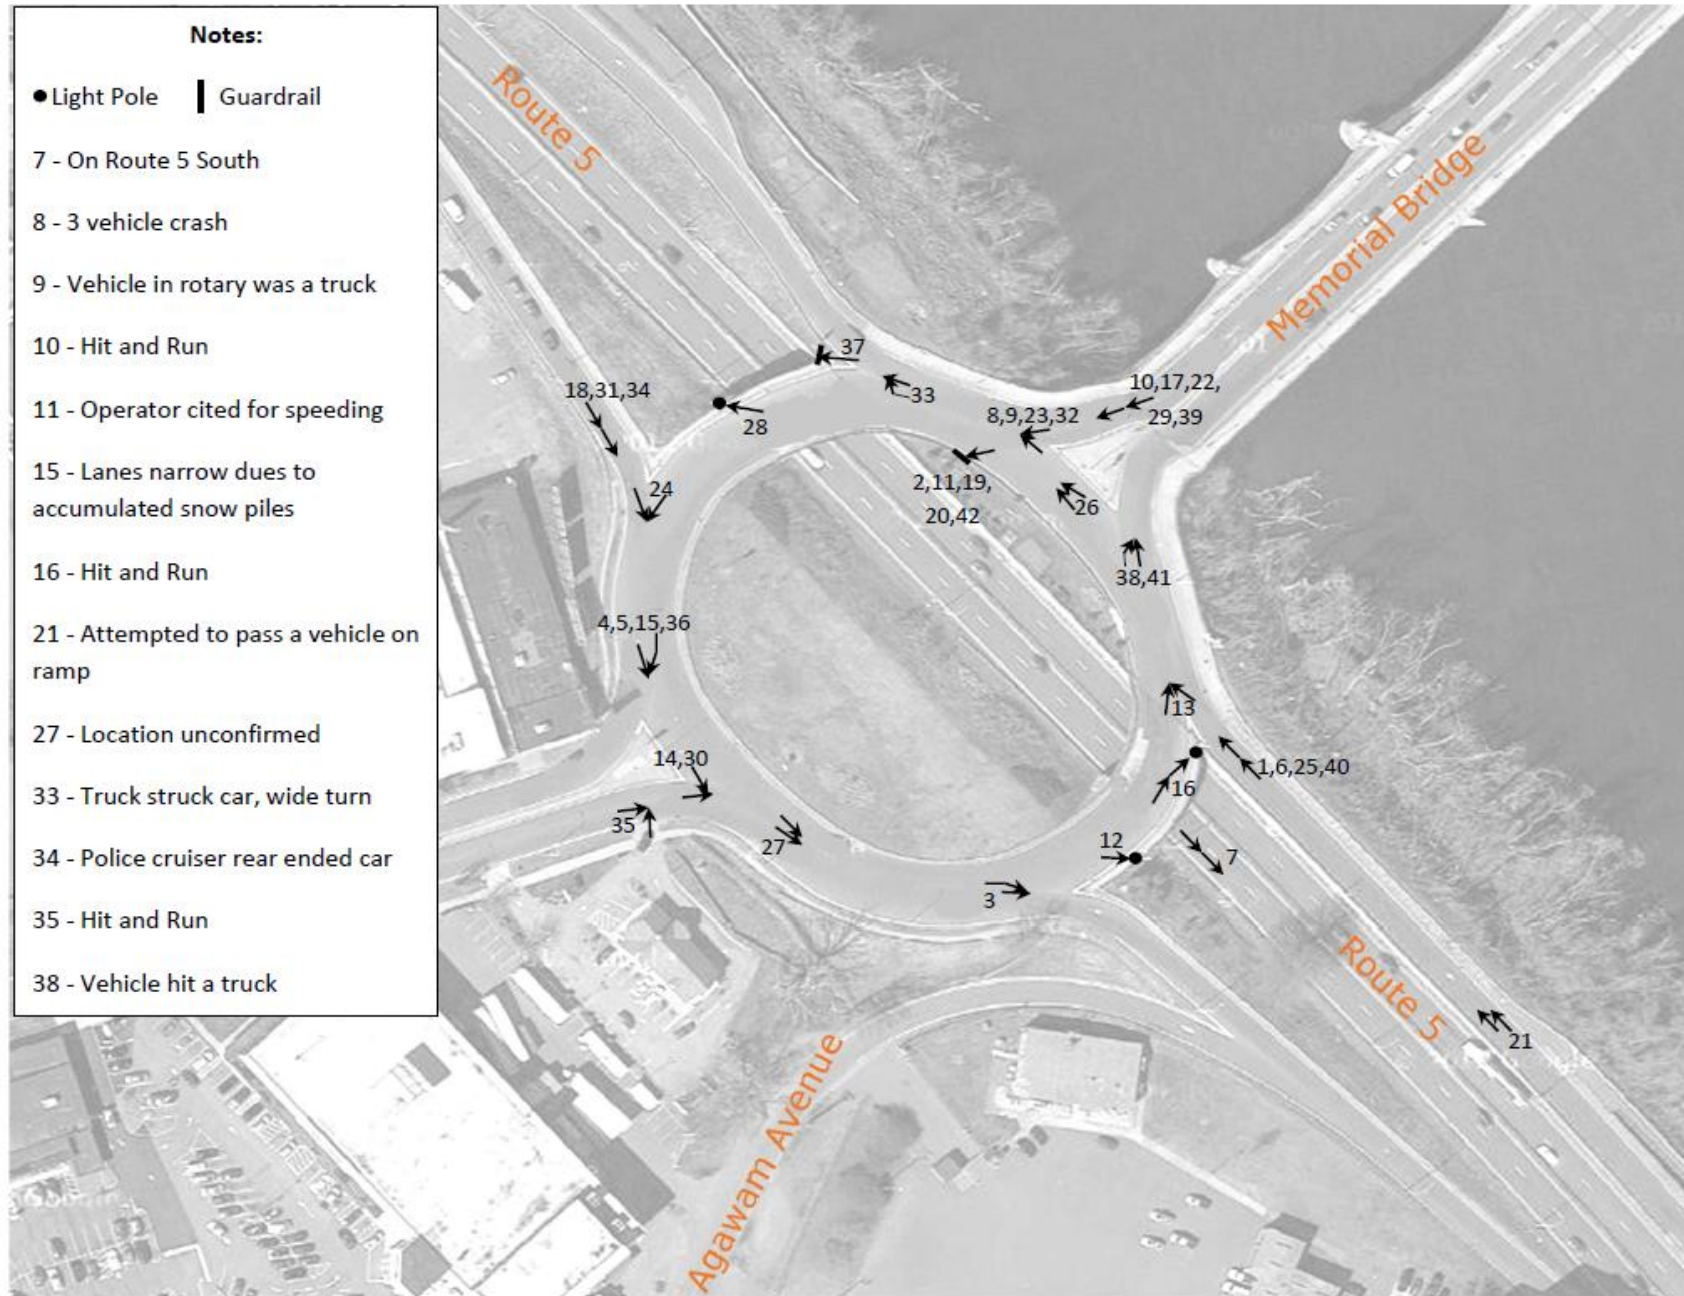 Notes:
Light Pole Guardrail
7 - On Route 5 South
8 - 3 vehicle crash
9 - Vehicle in rotary was a truck
10 - Hit and Run
11 - Operator cited for speeding
15 - Lanes narrow dues to
accumulated snow piles
16 - Hit and Run
21 - Attempted to pass a vehicle on
ramp
27 - Location unconfirmed
33 - Truck struck car, wide turn
34 - Police cruiser rear ended car
35 - Hit and Run
38 - Vehicle hit a truck
Route 5
Memorial Bridge
37
18,31,34
33
10,17,22,
29,39
8,9,23,32
28
24
2,11,19,
20,42
26
38,41
4,5,15,36
13
14,30
1,6,25,40
16
35
27
12
7
3
Route 5
21
Agawam Avenue